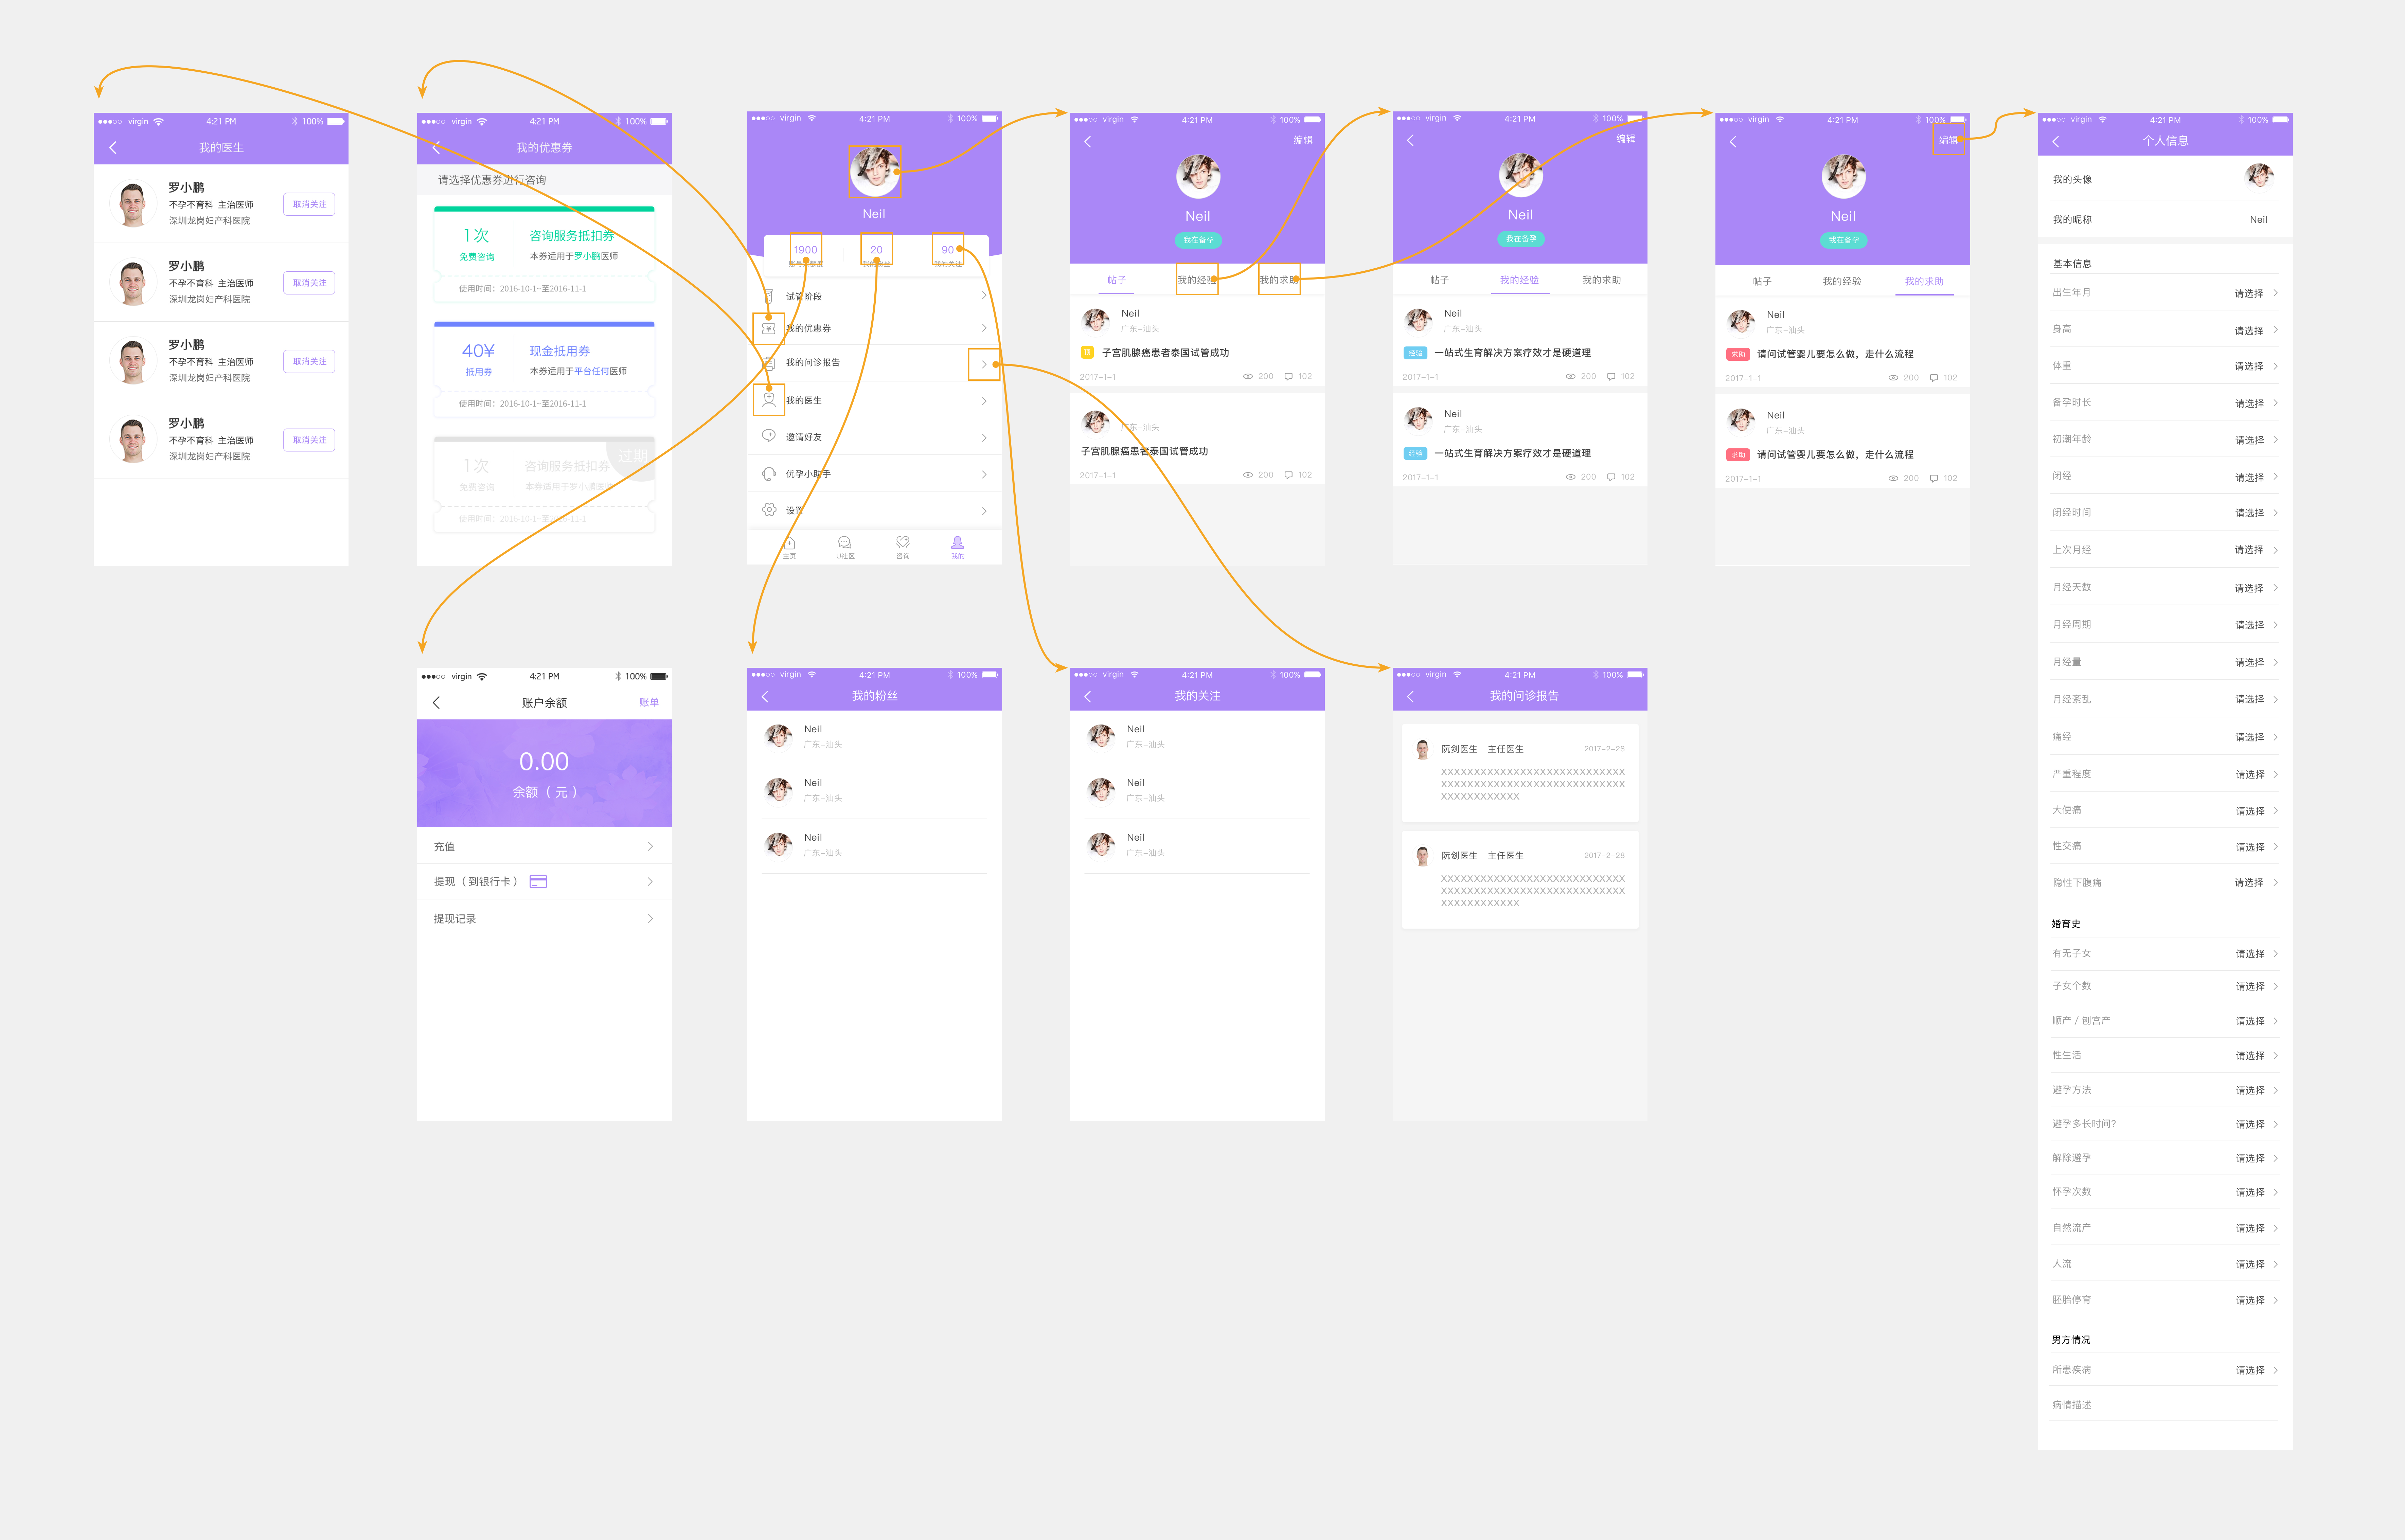 virgin 4:21 PM 100%
我的医生
罗小鹏
不孕不育科 主治医师
深圳龙岗妇产科医院
取消关注
罗小鹏
不孕不育科 主治医师
深圳龙岗妇产科医院
取消关注
罗小鹏
不孕不育科 主治医师
深圳龙岗妇产科医院
取消关注
罗小鹏
不孕不育科 主治医师
深圳龙岗妇产科医院
取消关注
virgin 4:21 PM 100%
我的优惠券
请选择优惠券进行咨询
1次
免费咨询
咨询服务抵扣券
本券适用于罗小鹏医师
使用时间：2016-10-1~至2016-11-1
40¥
抵用券
现金抵用券
本券适用于平台任何医师
使用时间：2016-10-1~至2016-11-1
1次
免费咨询
咨询服务抵扣券
本券适用于罗小鹏医
过期
使用时间：2016-10-1~至2016-11-1
virgin 4:21 PM 100%
Neil
1900
20
90
我的粉丝
我的关注
试管阶段
我的优惠券
我的问诊报告
我的医生
邀请好友
优孕小助手
设置
主页
U社区
咨询
我的
virgin 4:21 PM 100%
编辑
Neil
我在备孕
帖子 我的经验 我的求助
Neil
广东-汕头
子宫肌腺癌患者泰国试管成功
2017-1-1 200 102
广东-汕头
子宫肌腺癌患者泰国试管成功
2017-1-1 200 102
virgin 4:21 PM 100%
编辑
Neil
我在备孕
帖子 我的经验 我的求助
Neil
广东-汕头
经验 一站式生育解决方案疗效才是硬道理
2017-1-1 200 102
Neil
广东-汕头
经验 一站式生育解决方案疗效才是硬道理
2017-1-1 200 102
virgin 4:21 PM 100%
编辑
Neil
我在备孕
帖子 我的经验 我的求助
Neil
广东-汕头
求助 请问试管婴儿要怎么做，走什么流程
2017-1-1 200 102
Neil
广东-汕头
求助 请问试管婴儿要怎么做，走什么流程
2017-1-1 200 102
virgin 4:21 PM 100%
个人信息
我的头像
我的昵称 Neil
基本信息
出生年月 请选择
身高 请选择
体重 请选择
备孕时长 请选择
初潮年龄 请选择
闭经 请选择
闭经时间 请选择
上次月经 请选择
月经天数 请选择
月经周期 请选择
月经量 请选择
月经紊乱 请选择
痛经 请选择
严重程度 请选择
大便痛 请选择
性交痛 请选择
隐性下腹痛 请选择
婚育史
有无子女 请选择
子女个数 请选择
顺产 / 刨宫产 请选择
性生活 请选择
避孕方法 请选择
避孕多长时间? 请选择
解除避孕 请选择
怀孕次数 请选择
自然流产 请选择
人流 请选择
胚胎停育 请选择
男方情况
所患疾病 请选择
病情描述
virgin 4:21 PM 100%
账户余额
账单
0.00
余额（ 元 ）
充值
提现（ 到银行卡 ）
提现记录
virgin 4:21 PM 100%
我的粉丝
Neil
广东-汕头
Neil
广东-汕头
Neil
广东-汕头
virgin 4:21 PM 100%
我的关注
Neil
广东-汕头
Neil
广东-汕头
Neil
广东-汕头
virgin 4:21 PM 100%
我的问诊报告
阮剑医生 主任医生 2017-2-28
XXXXXXXXXXXXXXXXXXXXXXXXXXXX
XXXXXXXXXXXXXXXXXXXXXXXXXXXX
XXXXXXXXXXXX
阮剑医生 主任医生 2017-2-28
XXXXXXXXXXXXXXXXXXXXXXXXXXXX
XXXXXXXXXXXXXXXXXXXXXXXXXXXX
XXXXXXXXXXXX